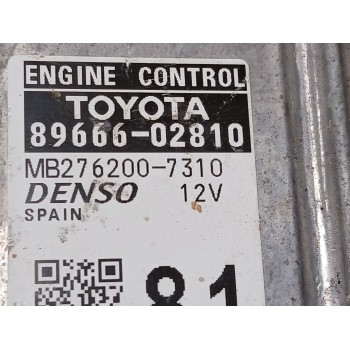 ENGINE CONTROL
TOYOTA
89666-02810
MB276200-7310
DENSO 12V
SPAIN
81